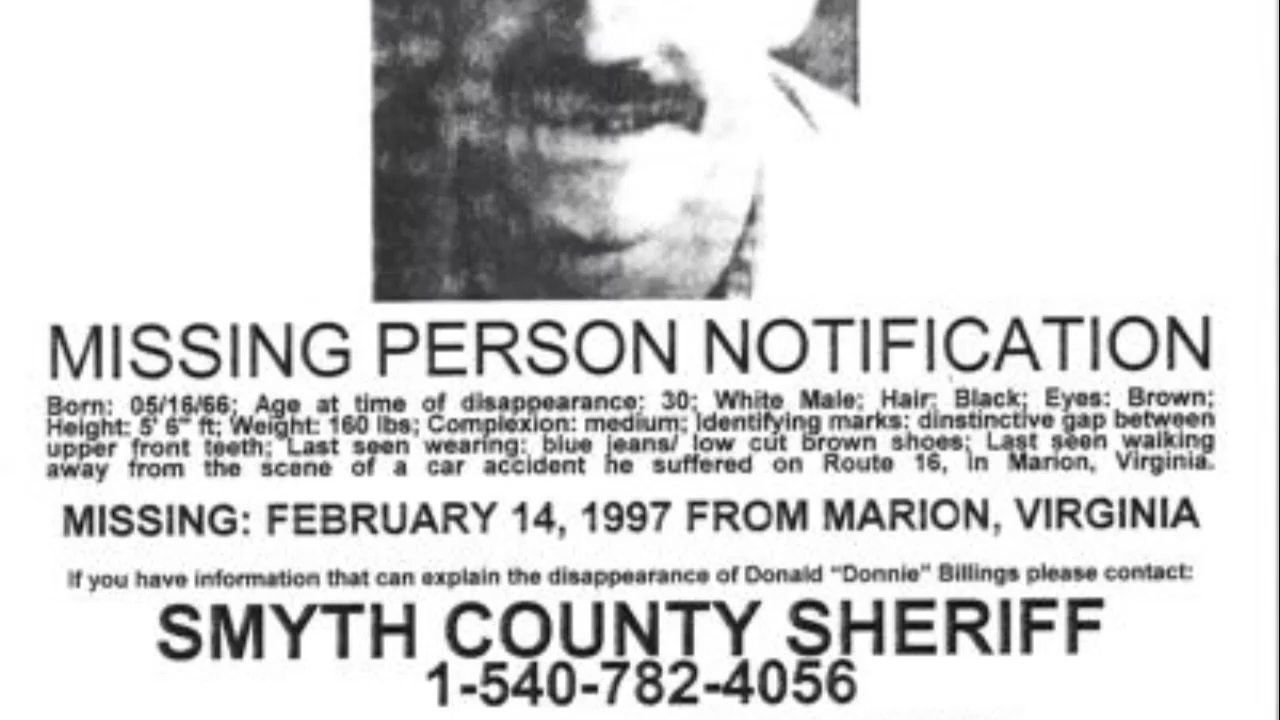 MISSING PERSON NOTIFICATION
Born: 05/16/66; Age at time of disappearance: 30; White Male; Hair: Black; Eyes: Brown;
Height: 5' 6" ft; Weight: 160 lbs; Complexion: medium; Identifying marks: dinstinctive gap between
upper front teeth; Last seen wearing: blue jeans/ low cut brown shoes; Last seen walking
away from the scene of a car accident he suffered on Route 16, in Marion, Virginia.
MISSING: FEBRUARY 14, 1997 FROM MARION, VIRGINIA
If you have information that can explain the disappearance of Donald "Donnie" Billings please contact:
SMYTH COUNTY SHERIFF
1-540-782-4056